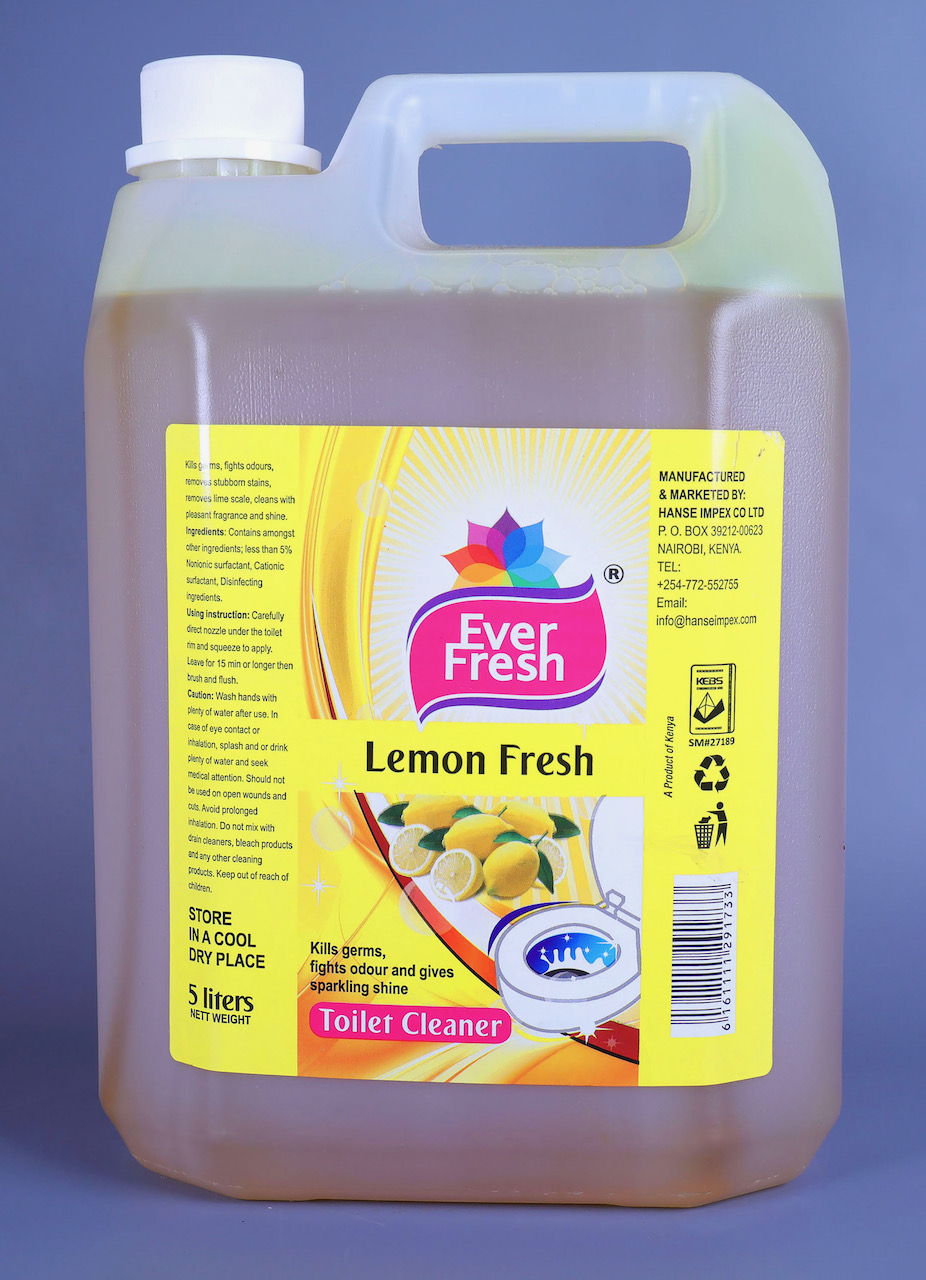 Kills germs, fights odours,
removes stubborn stains,
removes lime scale, cleans with
pleasant fragrance and shine.
Ingredients: Contains amongst
other ingredients; less than 5%
Nonionic surfactant, Cationic
surfactant, Disinfecting
ingredients.
Using instruction: Carefully
direct nozzle under the toilet
rim and squeeze to apply.
Leave for 15 min or longer then
brush and flush.
Caution: Wash hands with
plenty of water after use. In
case of eye contact or
inhalation, splash and or drink
plenty of water and seek
medical attention. Should not
be used on open wounds and
cuts. Avoid prolonged
inhalation. Do not mix with
drain cleaners, bleach products
and any other cleaning
products. Keep out of reach of
children.
STORE
IN A COOL
DRY PLACE
5 liters
NETT WEIGHT
Ever
Fresh
®
Lemon Fresh
Kills germs,
fights odour and gives
sparkling shine
Toilet Cleaner
MANUFACTURED
& MARKETED BY:
HANSE IMPEX CO LTD
P. O. BOX 39212-00623
NAIROBI, KENYA.
TEL:
+254-772-552755
Email:
info@hanseimpex.com
KEBS
SM#27189
A Product of Kenya
6 161111 291733